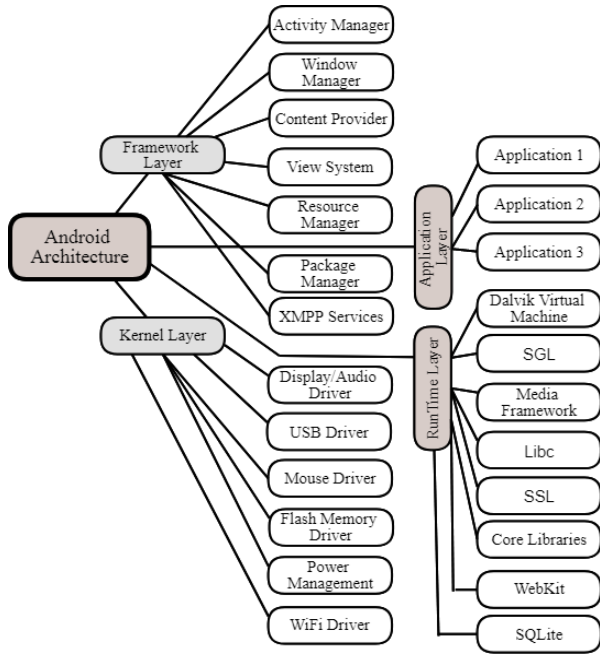 Activity Manager
Window
Manager
Content Provider
View System
Resource
Manager
Package
Manager
XMPP Services
Framework
Layer
Android
Architecture
Kernel Layer
Display/Audio
Driver
USB Driver
Mouse Driver
Flash Memory
Driver
Power
Management
WiFi Driver
Application
Layer
Application 1
Application 2
Application 3
RunTime Layer
Dalvik Virtual
Machine
SGL
Media
Framework
Libc
SSL
Core Libraries
WebKit
SQLite